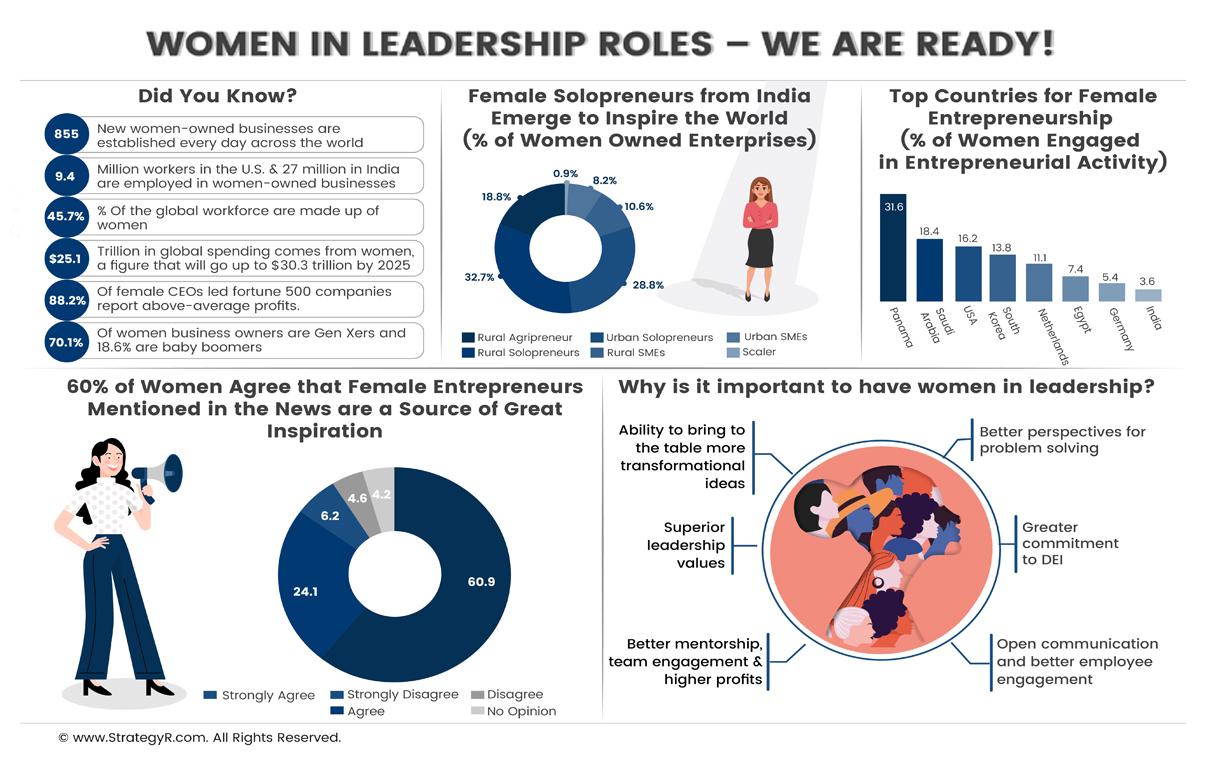 WOMEN IN LEADERSHIP ROLES – WE ARE READY!
Did You Know?
855
New women-owned businesses are
established every day across the world
9.4
Million workers in the U.S. & 27 million in India
are employed in women-owned businesses
45.7%
% Of the global workforce are made up of
women
$25.1
Trillion in global spending comes from women,
a figure that will go up to $30.3 trillion by 2025
88.2%
Of female CEOs led fortune 500 companies
report above-average profits.
70.1%
Of women business owners are Gen Xers and
18.6% are baby boomers
Female Solopreneurs from India
Emerge to Inspire the World
(% of Women Owned Enterprises)
0.9%
8.2%
10.6%
28.8%
32.7%
18.8%
Rural Agripreneur
Urban Solopreneurs
Urban SMEs
Rural Solopreneurs
Rural SMEs
Scaler
Top Countries for Female
Entrepreneurship
(% of Women Engaged
in Entrepreneurial Activity)
31.6
18.4
16.2
13.8
11.1
7.4
5.4
3.6
Panama
Saudi
Arabia
USA
South
Korea
Netherlands
Egypt
Germany
India
60% of Women Agree that Female Entrepreneurs
Mentioned in the News are a Source of Great
Inspiration
60.9
24.1
6.2
4.6
4.2
Strongly Agree
Strongly Disagree
Disagree
Agree
No Opinion
Why is it important to have women in leadership?
Ability to bring to
the table more
transformational
ideas
Superior
leadership
values
Better mentorship,
team engagement &
higher profits
Better perspectives for
problem solving
Greater
commitment
to DEI
Open communication
and better employee
engagement
© www.StrategyR.com. All Rights Reserved.